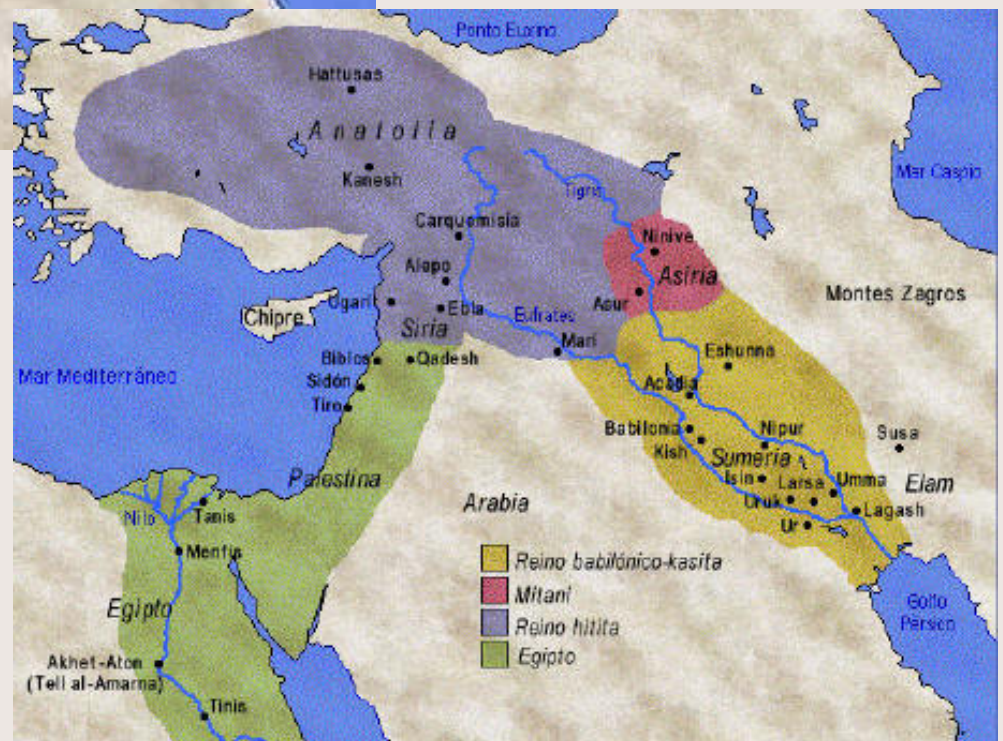 Ponto Euxino
Hattusas
Anatolia
Kanesh
Tigris
Mar Caspio
Carquemisia
Ninive
Alepo
Asiria
Asur
Montes Zagros
Ugarit
Ebla
Chipre
Eufrates
Siria
Mari
Biblos
Qadesh
Eshunna
Mar Mediterráneo
Sidón
Acadia
Tiro
Babilonia
Nipur
Susa
Kish
Sumeria
Palestina
Isin
Larsa
Umma
Elam
Arabia
Uruk
Lagash
Nilo
Tanis
Ur
Menfis
Reino babilónico-kasita
Mitani
Egipto
Golfo
Pérsico
Reino hitita
Egipto
Akhet-Aton
(Tell al-Amarna)
Tinis